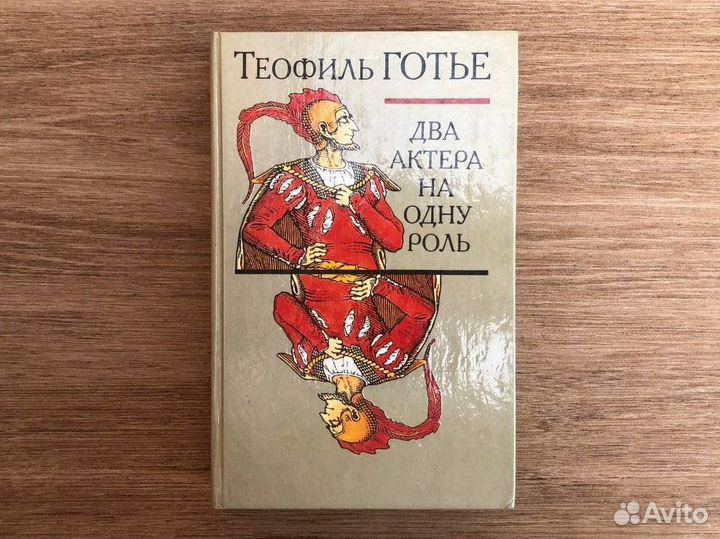 Теофиль ГОТЬЕ
ДВА
АКТЕРА
НА
ОДНУ
РОЛЬ
Avito